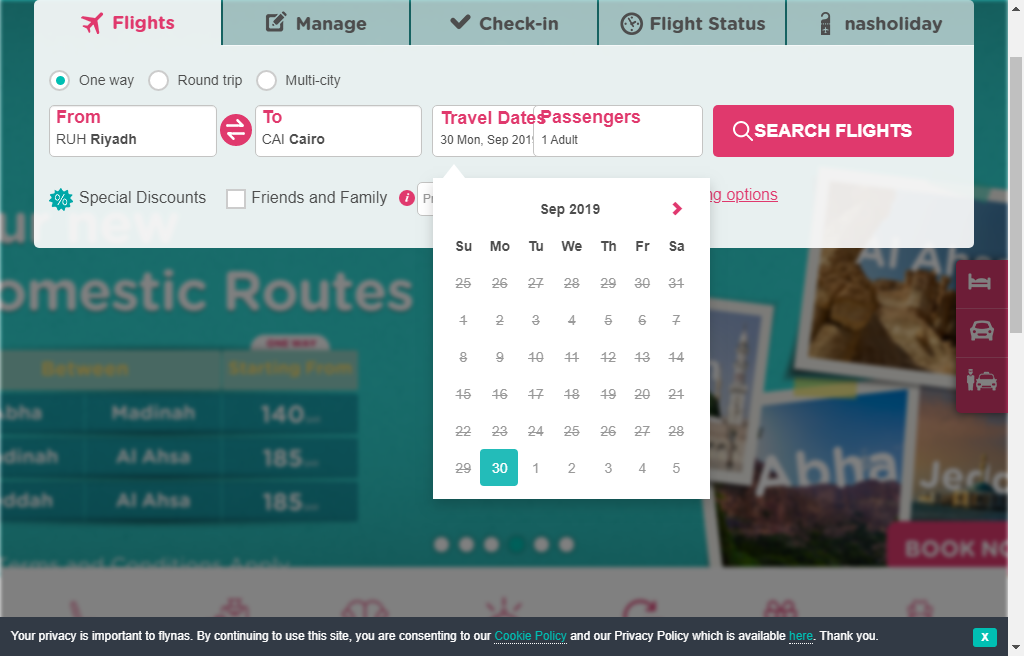 Flights
Manage
Check-in
Flight Status
nasholiday
One way
Round trip
Multi-city
From
RUH Riyadh
To
CAI Cairo
Travel Dates
30 Mon, Sep 201
Passengers
1 Adult
SEARCH FLIGHTS
Special Discounts
Friends and Family
options
Sep 2019
Su Mo Tu We Th Fr Sa
25 26 27 28 29 30 31
1 2 3 4 5 6 7
8 9 10 11 12 13 14
15 16 17 18 19 20 21
22 23 24 25 26 27 28
29 30 1 2 3 4 5
ur new
omestic Routes
ONE WAY
Between
Starting From
Abha Madinah 140
dinah Al Ahsa 185
eddah Al Ahsa 185
Terms and Conditions Apply
Al Ahsa
Abha
Jed
BOOK NO
Your privacy is important to flynas. By continuing to use this site, you are consenting to our Cookie Policy and our Privacy Policy which is available here. Thank you.
X